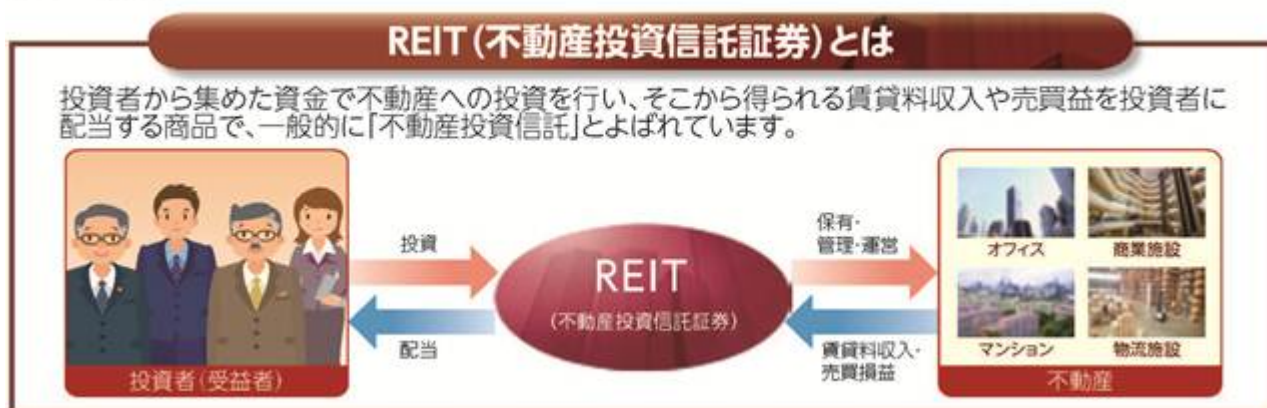 REIT(不動産投資信託証券)とは
投資者から集めた資金で不動産への投資を行い、そこから得られる賃貸料収入や売買益を投資者に
配当する商品で、一般的に「不動産投資信託」とよばれています。
投資
配当
投資者(受益者)
REIT
(不動産投資信託証券)
保有・
管理・運営
賃貸料収入・
売買損益
オフィス
商業施設
マンション
物流施設
不動産